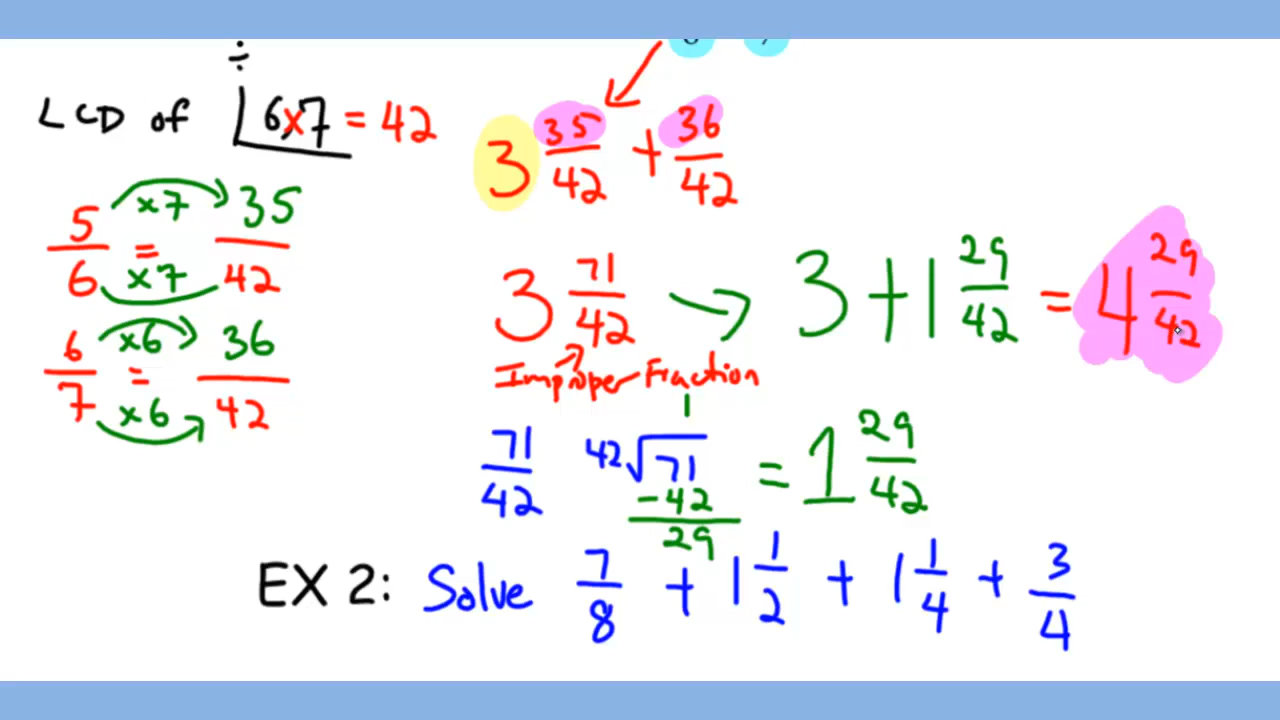 ÷
LCD of 6x7 = 42
3 35/42 + 36/42
5/6 = 35/42
x7
x7
6/7 = 36/42
x6
x6
3 71/42 → 3 + 1 29/42 = 4 29/42
Improper Fraction
71/42
1
42√71 = 1 29/42
-42
29
EX 2: Solve 7/8 + 1 1/2 + 1 1/4 + 3/4